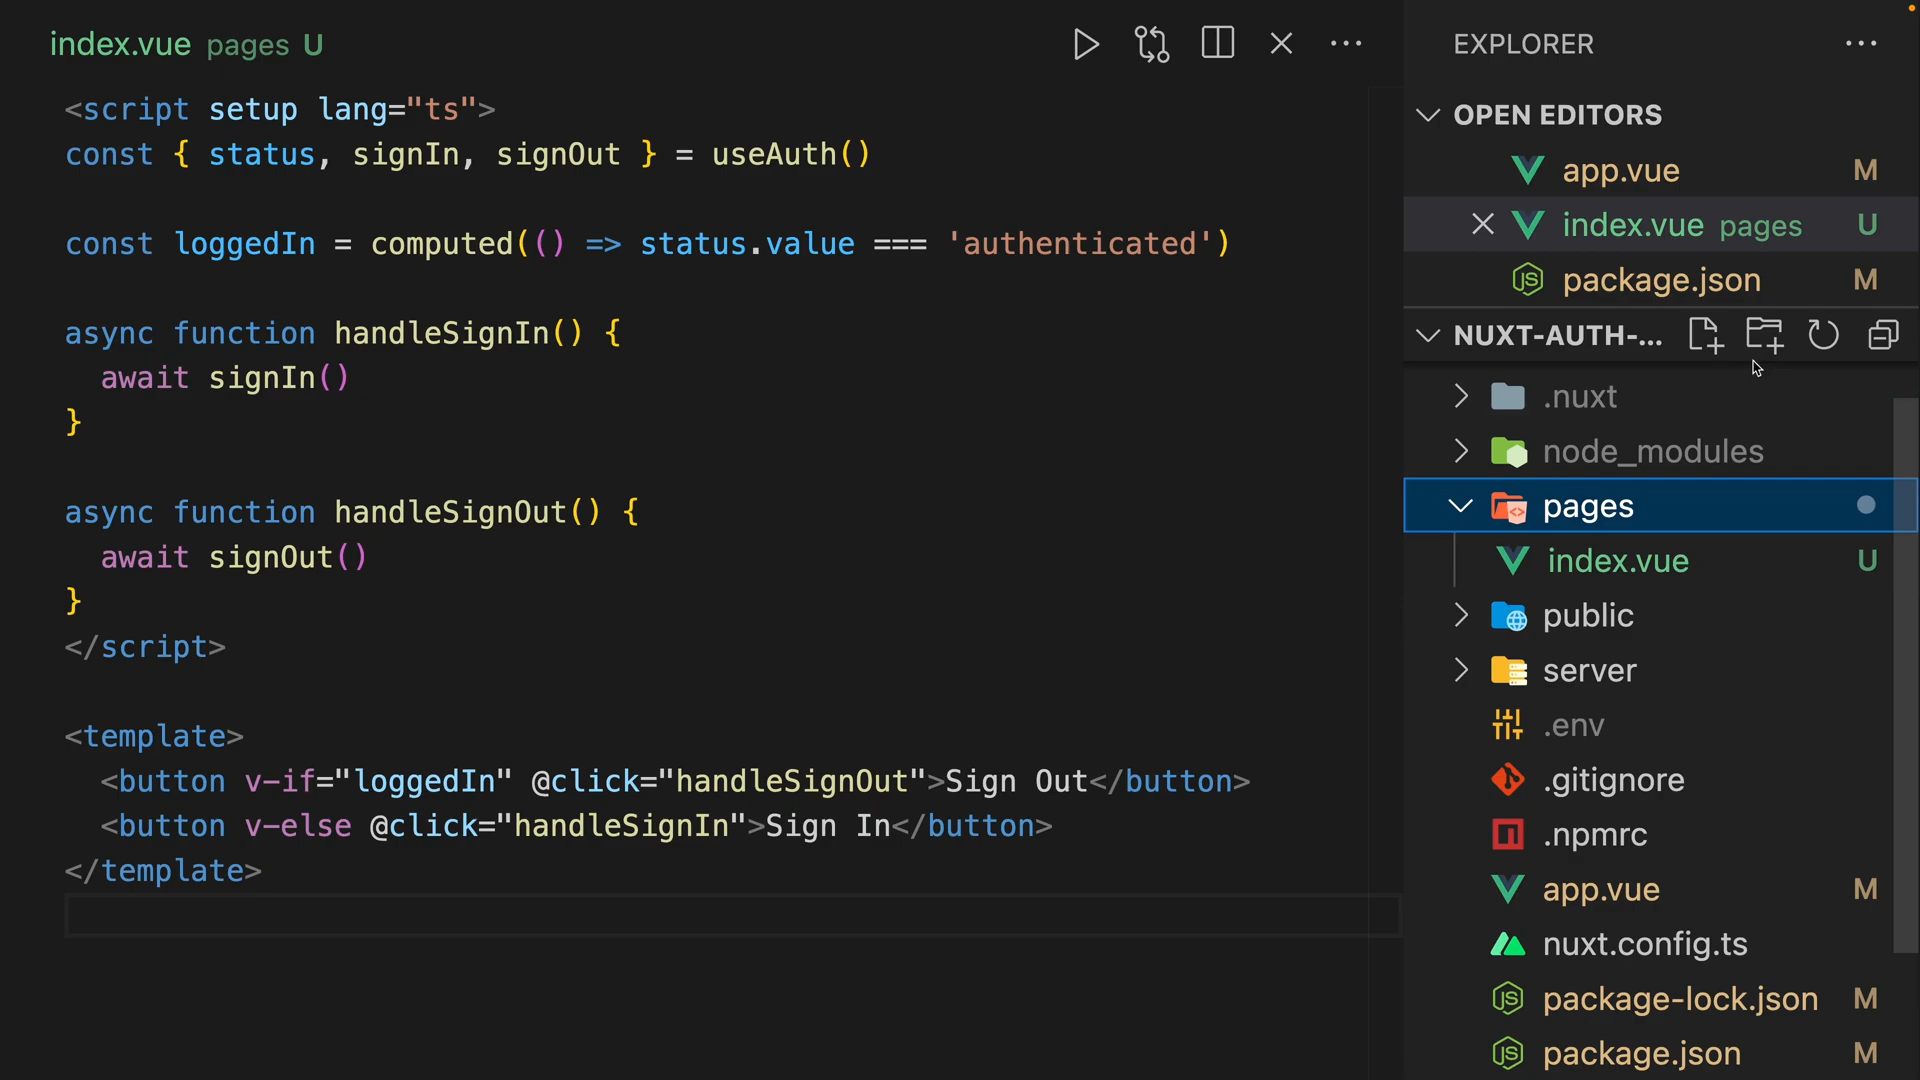 index.vue pages U
<script setup lang="ts">
const { status, signIn, signOut } = useAuth()
const loggedIn = computed(() => status.value === 'authenticated')
async function handleSignIn() {
  await signIn()
}
async function handleSignOut() {
  await signOut()
}
</script>
<template>
  <button v-if="loggedIn" @click="handleSignOut">Sign Out</button>
  <button v-else @click="handleSignIn">Sign In</button>
</template>
EXPLORER
OPEN EDITORS
app.vue M
index.vue pages U
package.json M
NUXT-AUTH-...
.nuxt
node_modules
pages
index.vue U
public
server
.env
.gitignore
.npmrc
app.vue M
nuxt.config.ts
package-lock.json M
package.json M